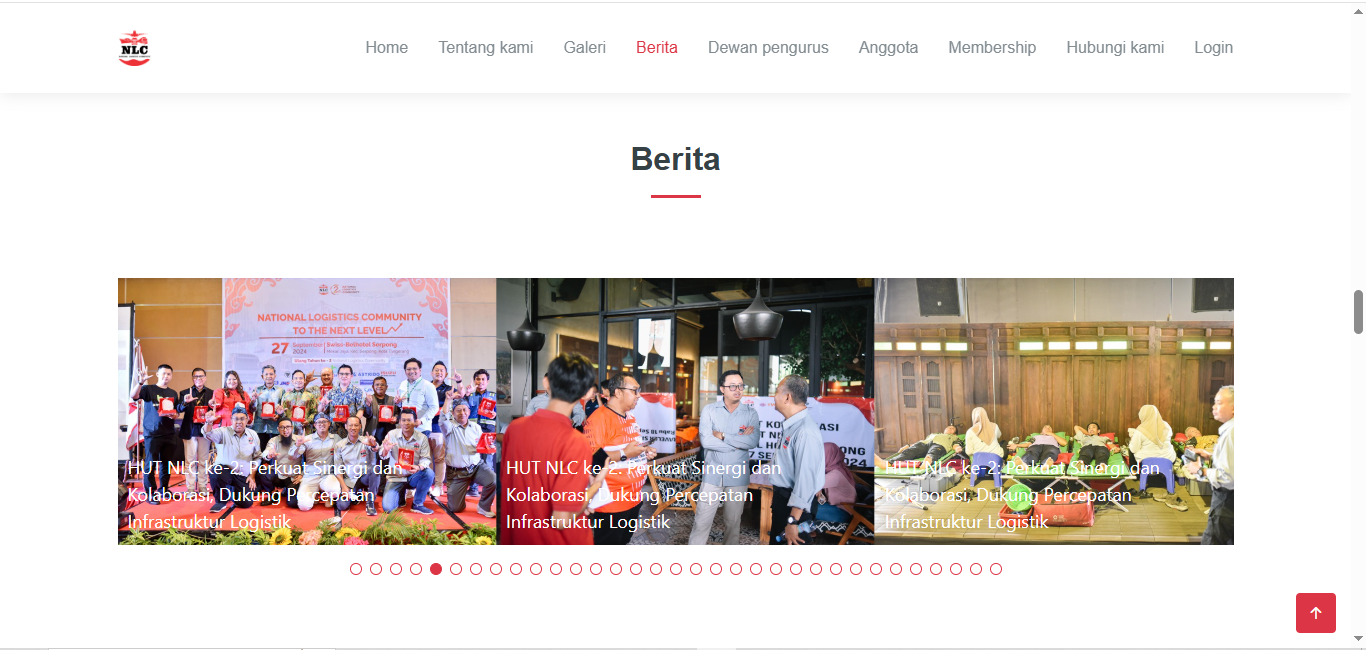 NLC
Home Tentang kami Galeri Berita Dewan pengurus Anggota Membership Hubungi kami Login
Berita
NATIONAL LOGISTICS COMMUNITY
TO THE NEXT LEVEL
27 September 2024 Swiss-Belhotel Serpong
HUT NLC ke-2: Perkuat Sinergi dan
Kolaborasi, Dukung Percepatan
Infrastruktur Logistik
HUT NLC ke-2: Perkuat Sinergi dan
Kolaborasi, Dukung Percepatan
Infrastruktur Logistik
HUT NLC ke-2: Perkuat Sinergi dan
Kolaborasi, Dukung Percepatan
Infrastruktur Logistik